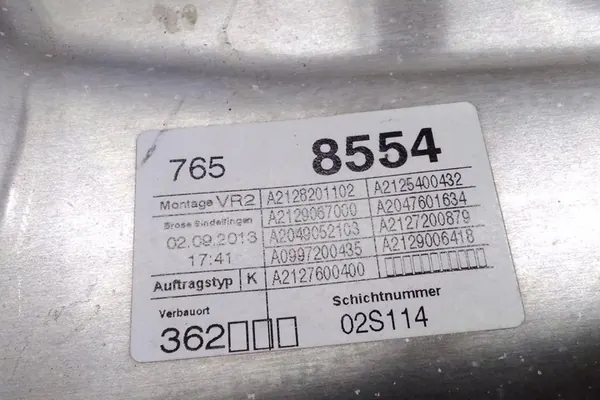 765 8554
Montage VR2 A2128201102 A2125400432
Brose Sindelfingen A2129067000 A2047601634
02.09.2013 A2049052103 A2127200879
17:41 A0997200435 A2129006418
Auftragstyp K A2127600400
Verbauort Schichtnummer
362 02S114